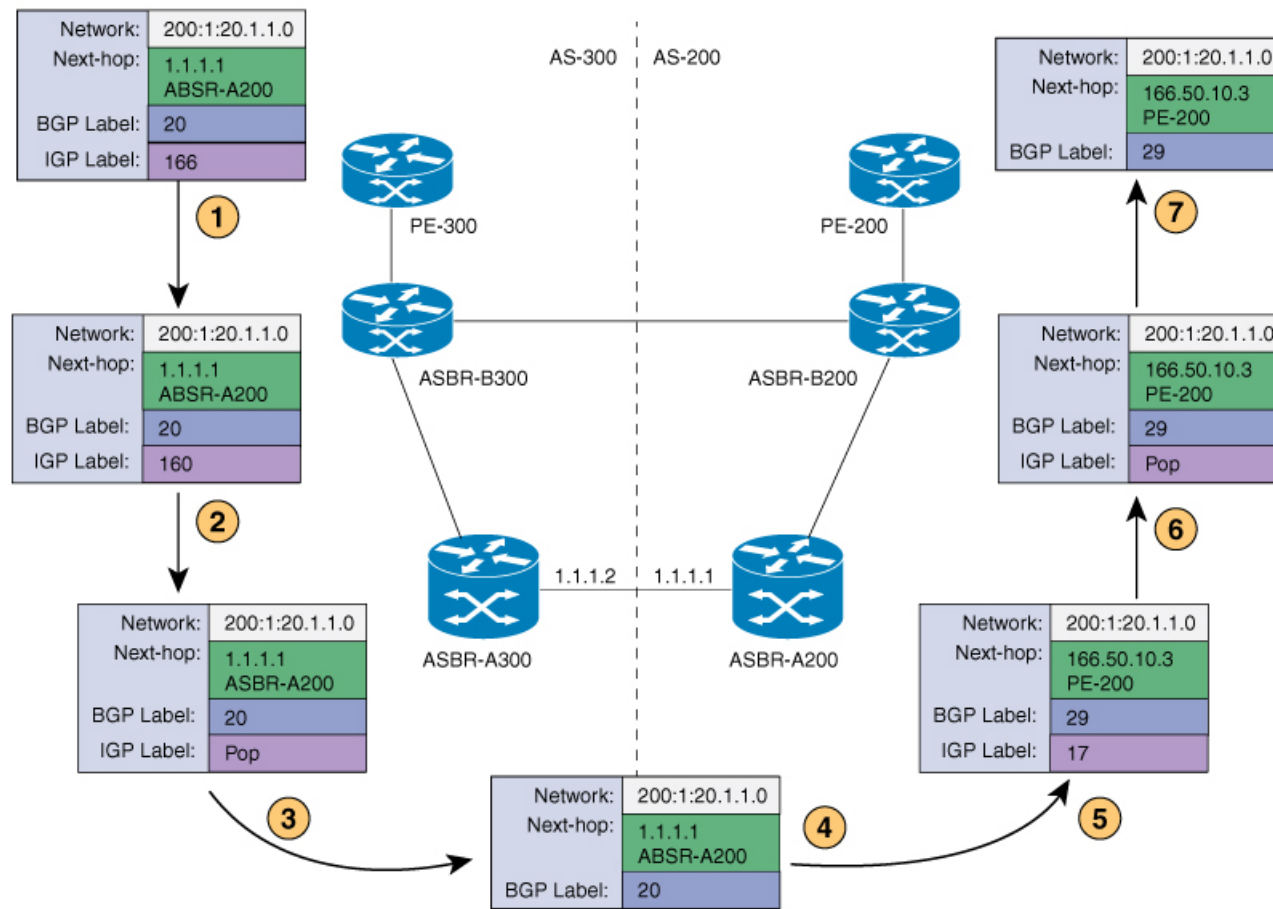 Network: 200:1:20.1.1.0
Next-hop: 1.1.1.1
ABSR-A200
BGP Label: 20
IGP Label: 166
1
Network: 200:1:20.1.1.0
Next-hop: 1.1.1.1
ABSR-A200
BGP Label: 20
IGP Label: 160
2
Network: 200:1:20.1.1.0
Next-hop: 1.1.1.1
ASBR-A200
BGP Label: 20
IGP Label: Pop
3
AS-300 AS-200
PE-300
PE-200
ASBR-B300
ASBR-B200
1.1.1.2 1.1.1.1
ASBR-A300
ASBR-A200
Network: 200:1:20.1.1.0
Next-hop: 1.1.1.1
ABSR-A200
BGP Label: 20
4
5
Network: 200:1:20.1.1.0
Next-hop: 166.50.10.3
PE-200
BGP Label: 29
IGP Label: 17
6
Network: 200:1:20.1.1.0
Next-hop: 166.50.10.3
PE-200
BGP Label: 29
IGP Label: Pop
7
Network: 200:1:20.1.1.0
Next-hop: 166.50.10.3
PE-200
BGP Label: 29